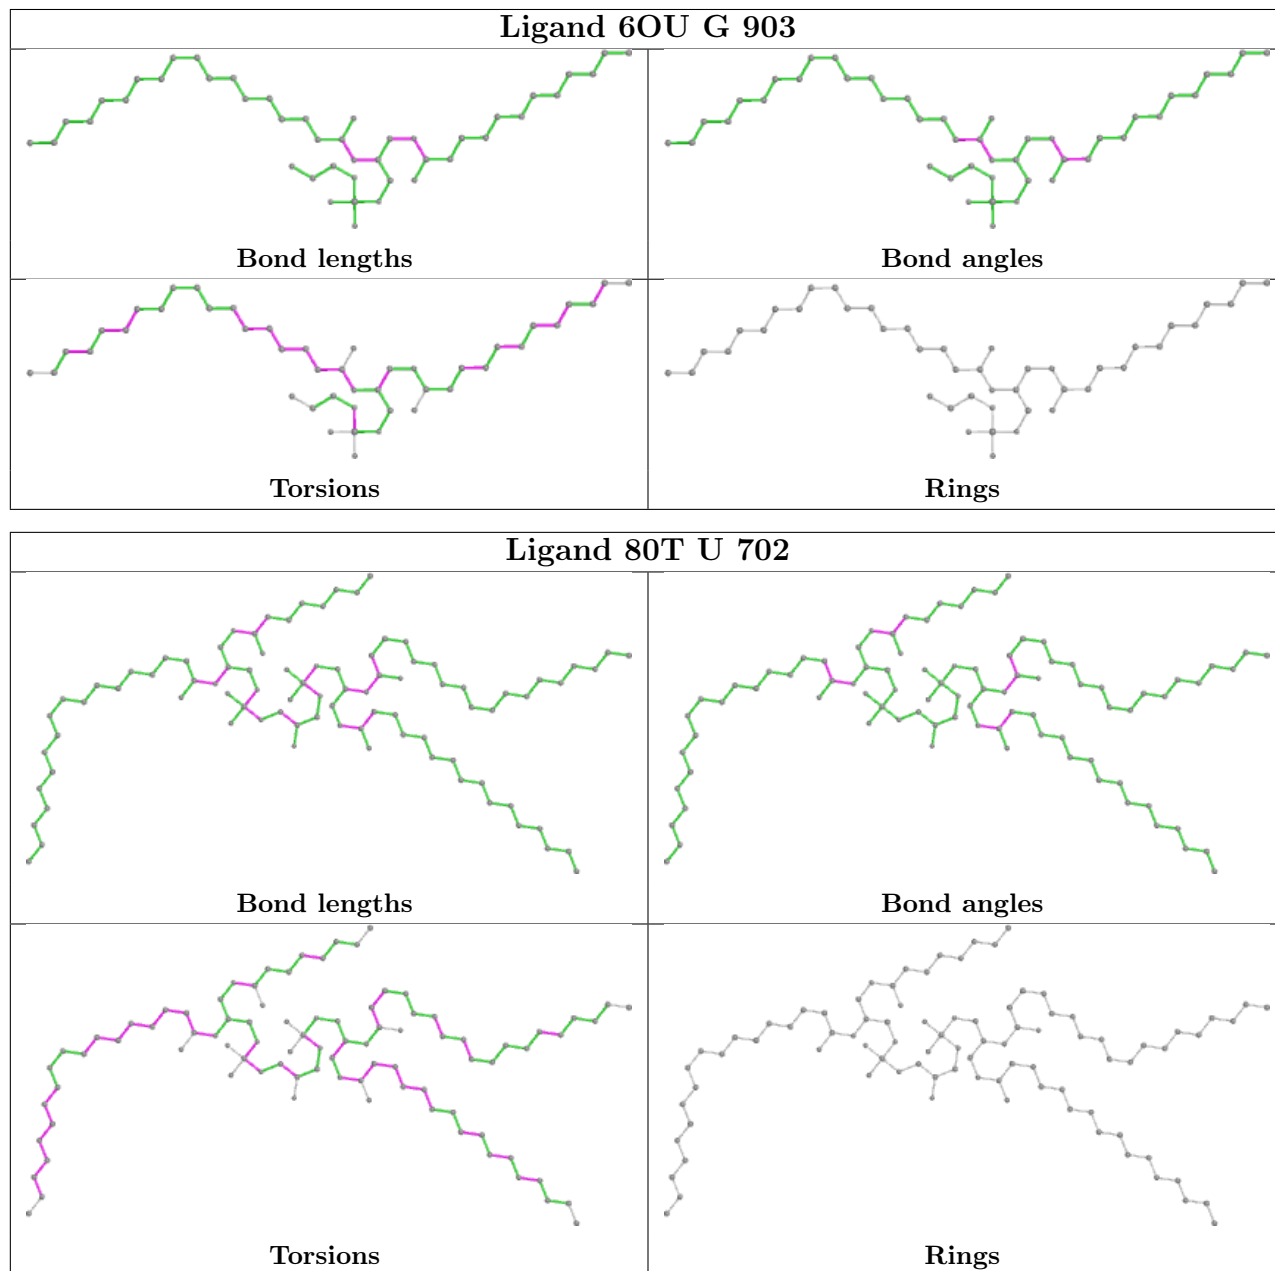 Ligand 6OU G 903
Bond lengths
Bond angles
Torsions
Rings
Ligand 80T U 702
Bond lengths
Bond angles
Torsions
Rings